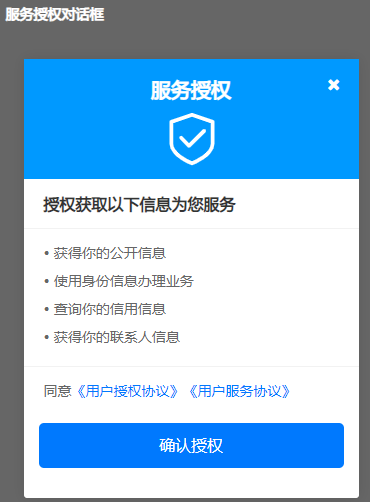 服务授权对话框
服务授权
授权获取以下信息为您服务
• 获得你的公开信息
• 使用身份信息办理业务
• 查询你的信用信息
• 获得你的联系人信息
同意《用户授权协议》《用户服务协议》
确认授权